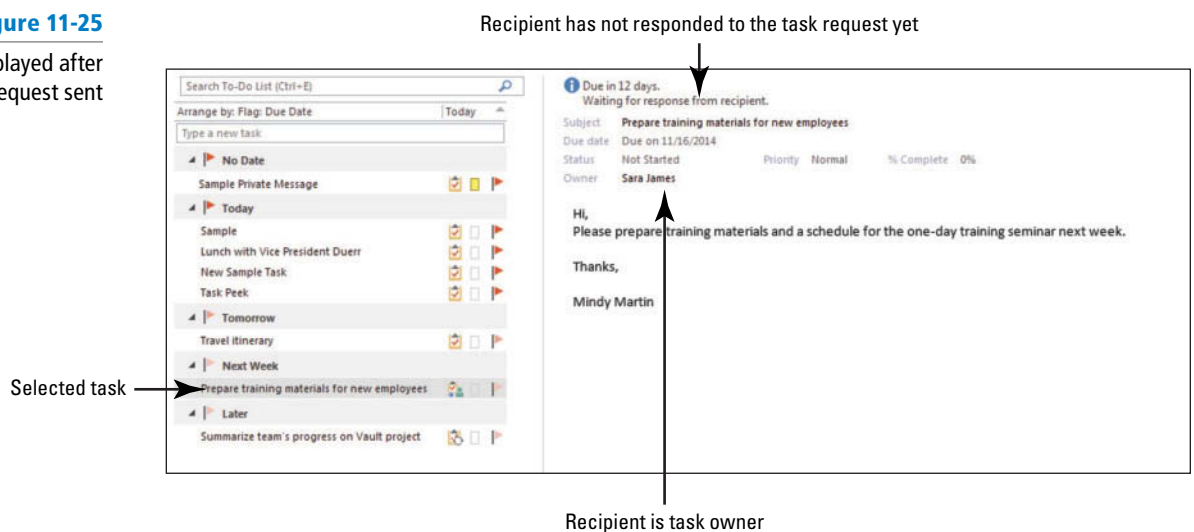 gure 11-25
played after
equest sent
Recipient has not responded to the task request yet
Search To-Do List (Ctrl+E)
Arrange by: Flag: Due Date Today
Type a new task
No Date
Sample Private Message
Today
Sample
Lunch with Vice President Duerr
New Sample Task
Task Peek
Tomorrow
Travel itinerary
Next Week
Prepare training materials for new employees
Later
Summarize team's progress on Vault project
Due in 12 days.
Waiting for response from recipient.
Subject Prepare training materials for new employees
Due date Due on 11/16/2014
Status Not Started Priority Normal % Complete 0%
Owner Sara James
Hi,
Please prepare training materials and a schedule for the one-day training seminar next week.
Thanks,
Mindy Martin
Selected task
Recipient is task owner